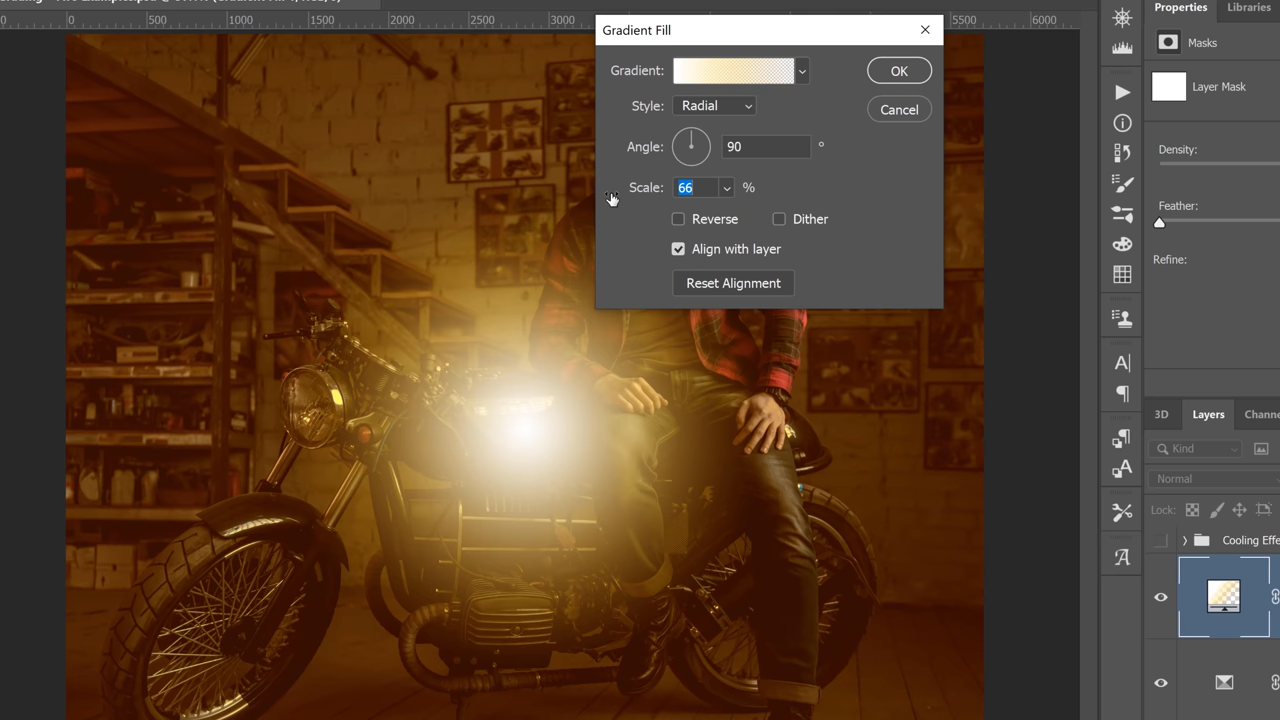 Gradient Fill
Properties
Libraries
0
500
1000
1500
2000
2500
3000
5500
6000
Masks
Gradient:
OK
Layer Mask
Style:
Radial
Cancel
Angle:
90
°
Density:
Scale:
66
%
Feather:
Reverse
Dither
Align with layer
Refine:
Reset Alignment
3D
Layers
Channe
Kind
Normal
Lock:
Cooling Effe